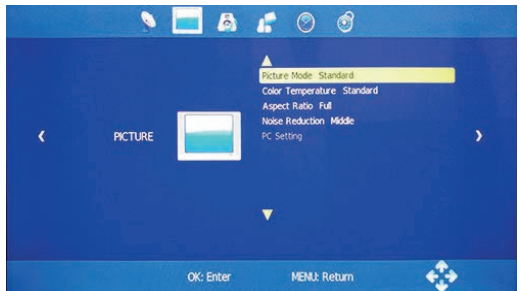 Picture Mode Standard
Color Temperature Standard
Aspect Ratio Full
Noise Reduction Middle
PICTURE
PC Setting
OK: Enter
MENU: Return